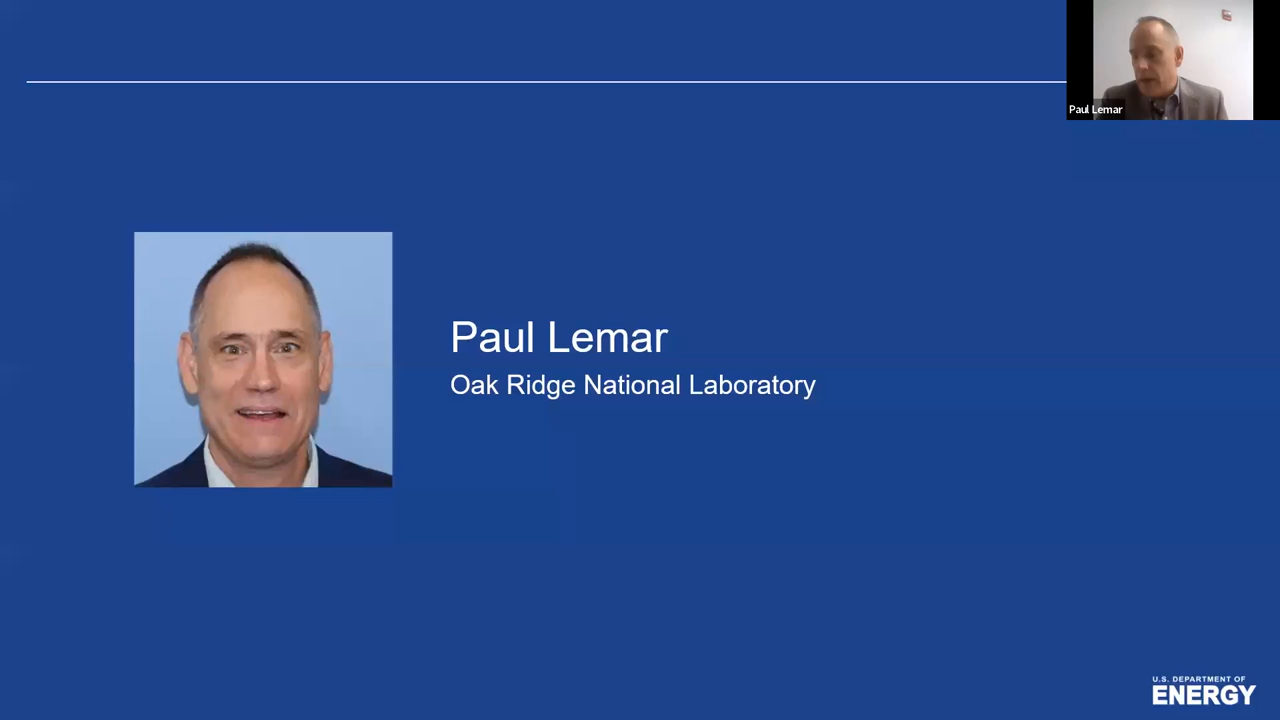 Paul Lemar
Paul Lemar
Oak Ridge National Laboratory
U.S. DEPARTMENT OF
ENERGY